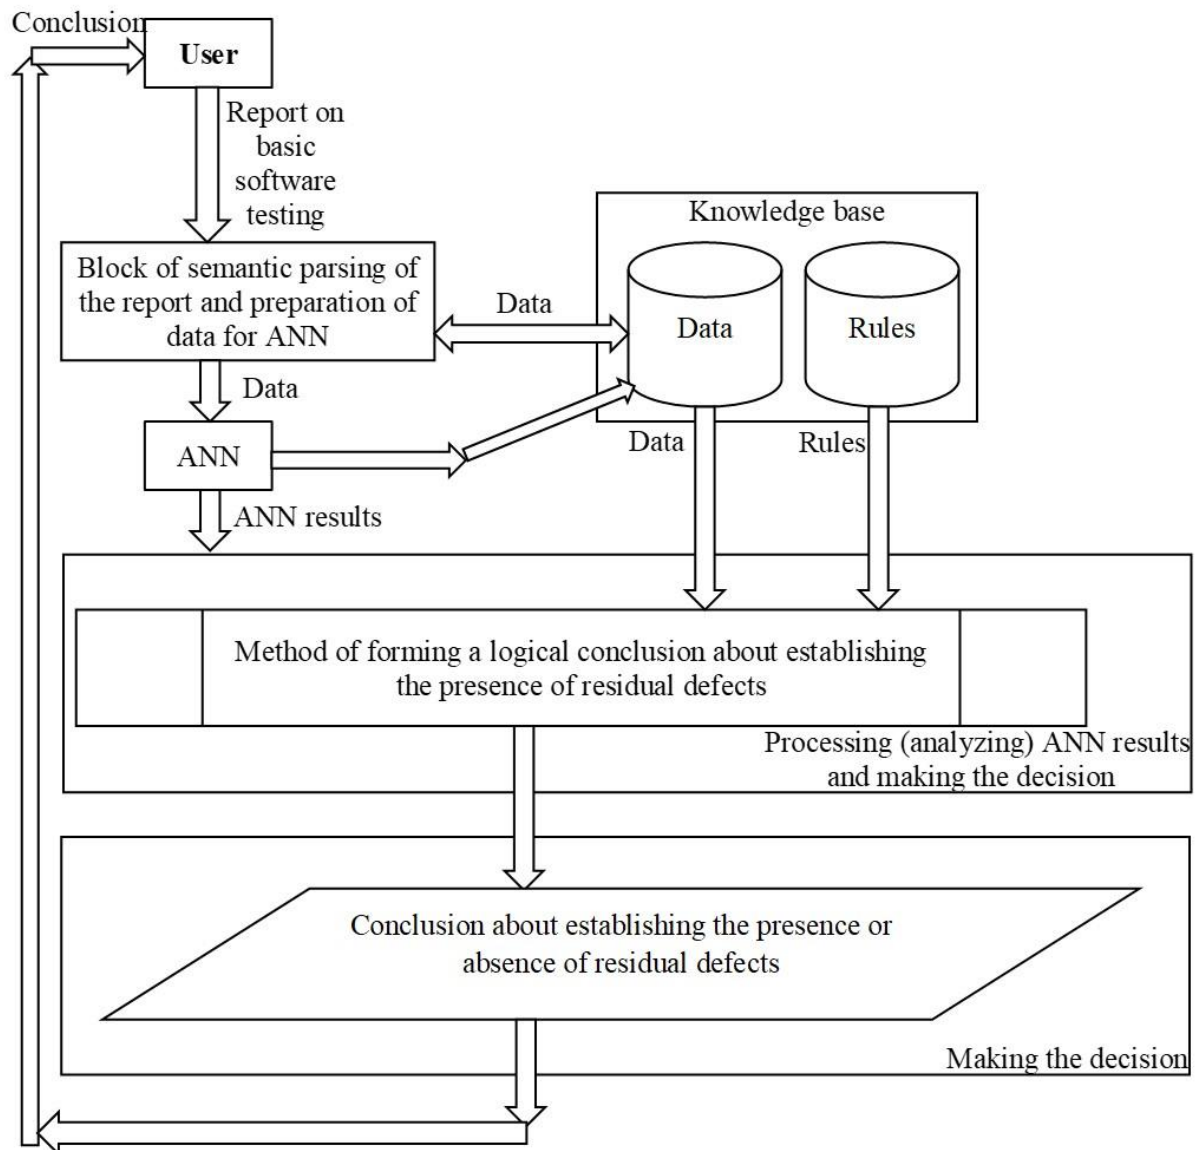 Conclusion
User
Report on
basic
software
testing
Knowledge base
Block of semantic parsing of
the report and preparation of
data for ANN
Data
Data
Rules
Data
ANN
Data
Rules
ANN results
Method of forming a logical conclusion about establishing
the presence of residual defects
Processing (analyzing) ANN results
and making the decision
Conclusion about establishing the presence or
absence of residual defects
Making the decision